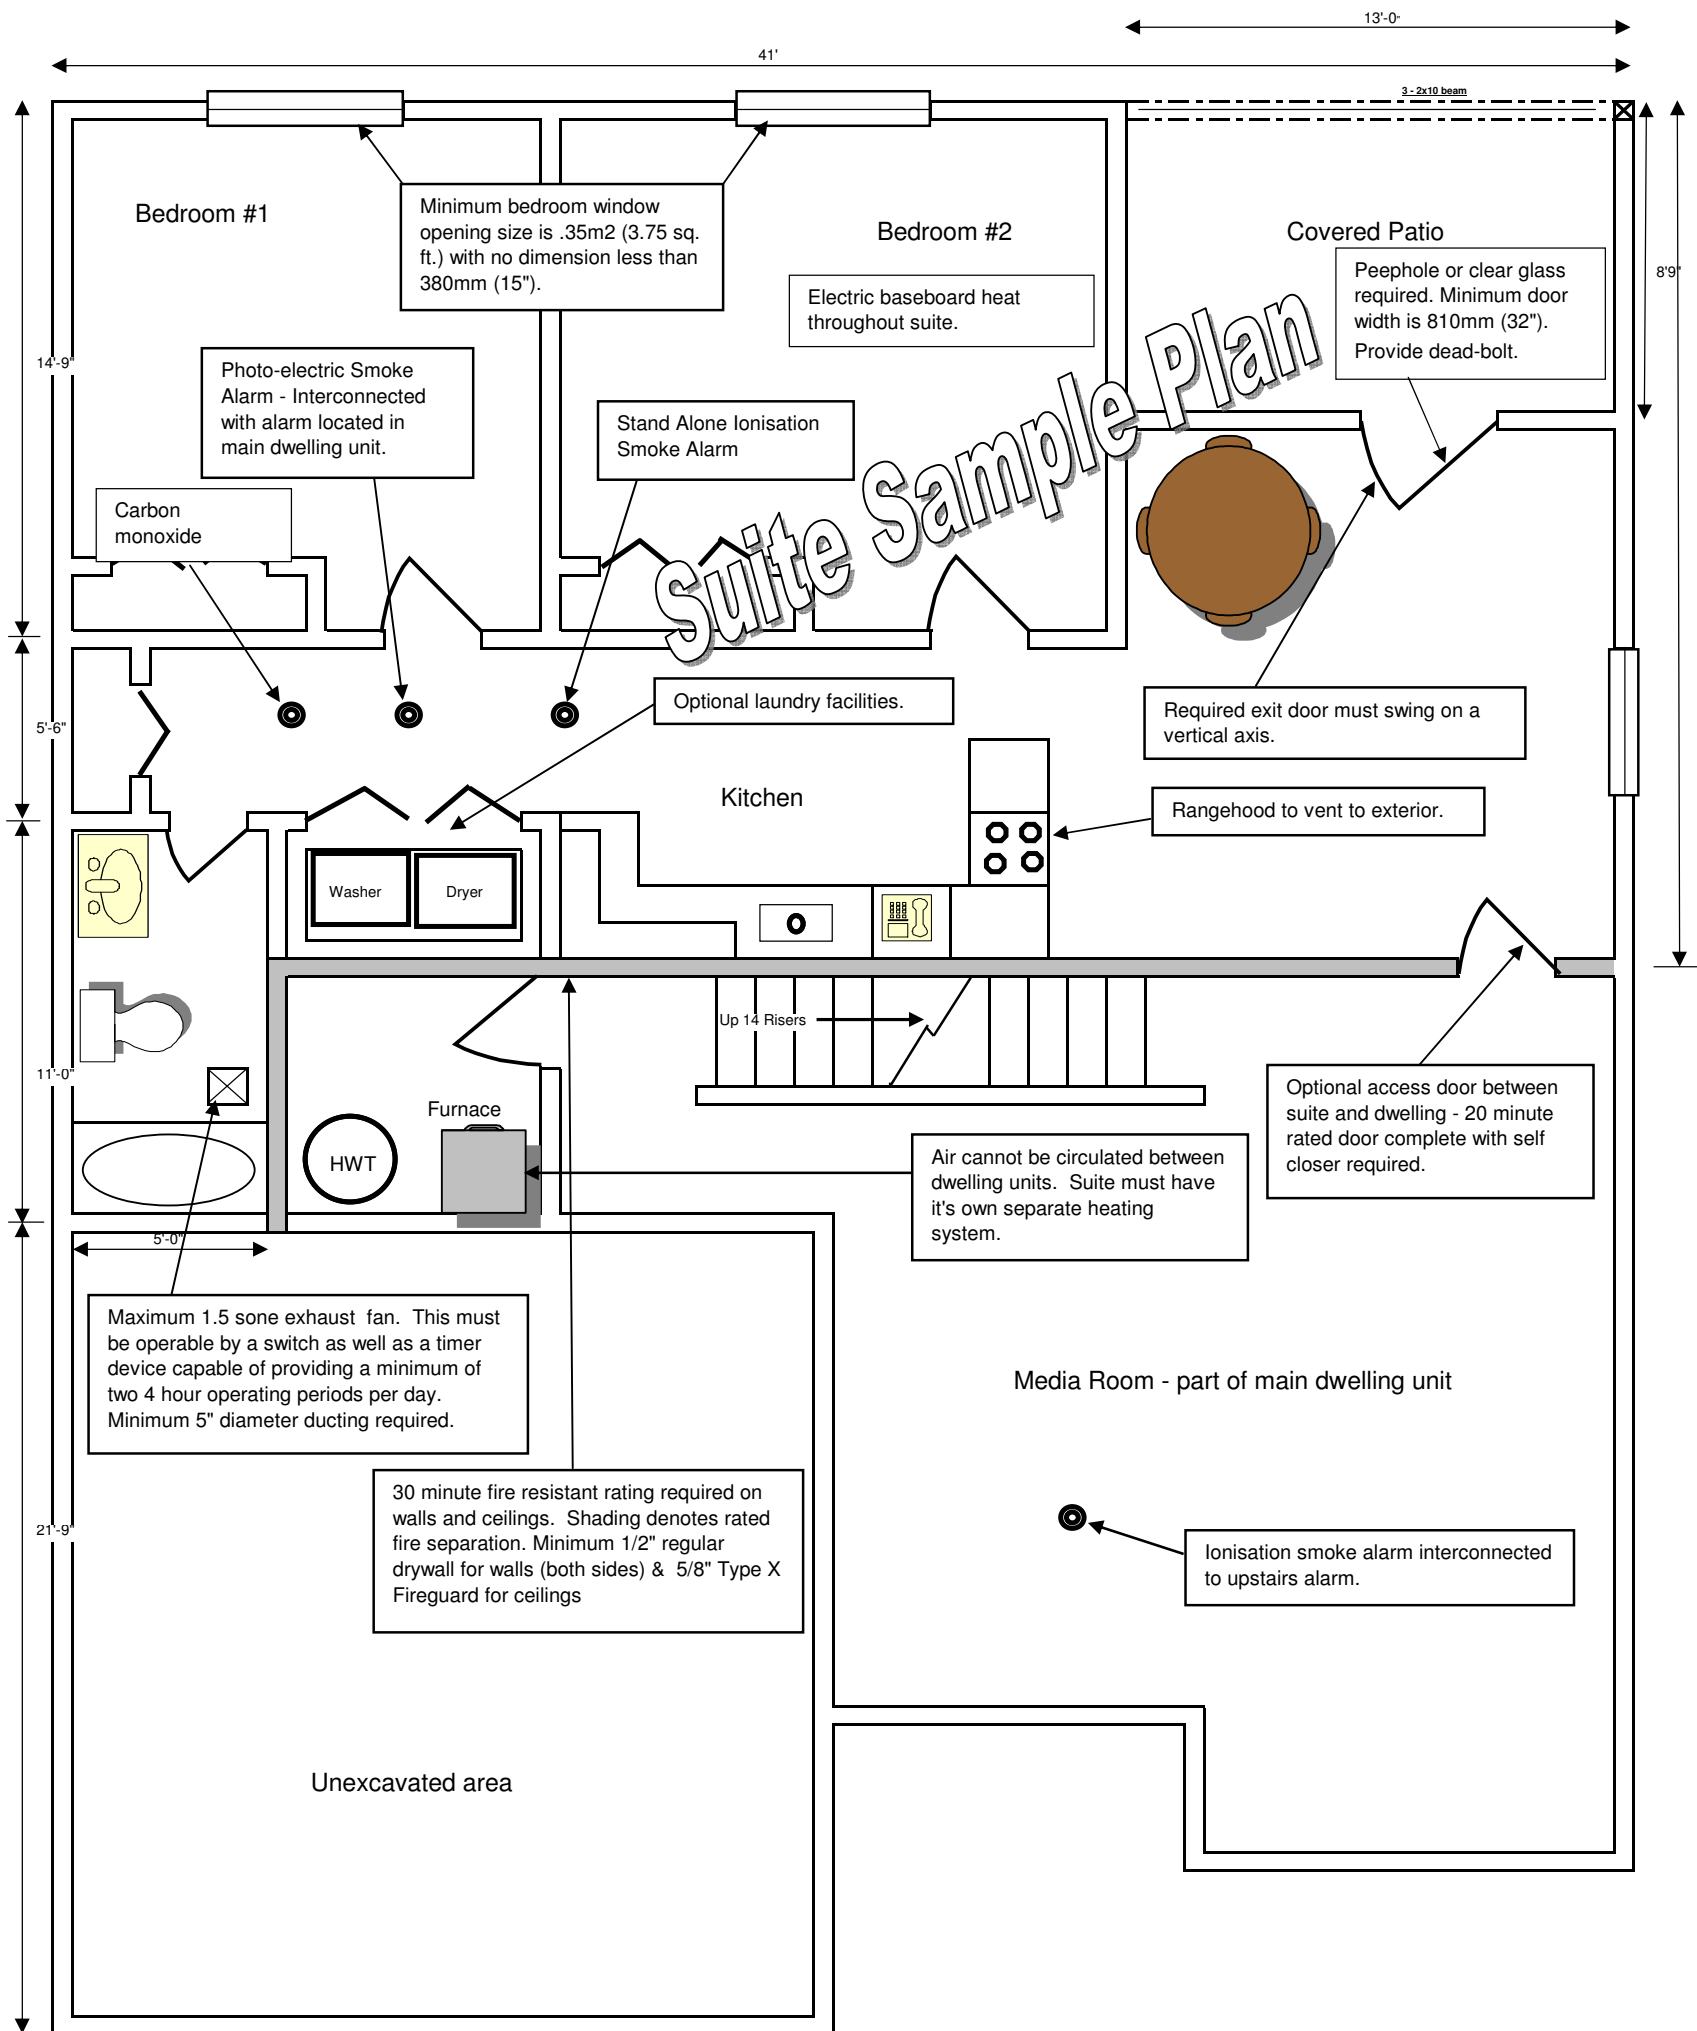 13'-0"
41'
3 - 2x10 beam
Bedroom #1
Minimum bedroom window
opening size is .35m2 (3.75 sq.
ft.) with no dimension less than
380mm (15").
Bedroom #2
Electric baseboard heat
throughout suite.
Covered Patio
Peephole or clear glass
required. Minimum door
width is 810mm (32").
Provide dead-bolt.
8'9"
14'-9"
Photo-electric Smoke
Alarm - Interconnected
with alarm located in
main dwelling unit.
Stand Alone Ionisation
Smoke Alarm
Carbon
monoxide
Suite Sample Plan
5'-6"
Optional laundry facilities.
Required exit door must swing on a
vertical axis.
Kitchen
Rangehood to vent to exterior.
Washer
Dryer
Up 14 Risers
11'-0"
Furnace
HWT
Air cannot be circulated between
dwelling units.  Suite must have
it's own separate heating
system.
Optional access door between
suite and dwelling - 20 minute
rated door complete with self
closer required.
5'-0"
Maximum 1.5 sone exhaust  fan.  This must
be operable by a switch as well as a timer
device capable of providing a minimum of
two 4 hour operating periods per day.
Minimum 5" diameter ducting required.
Media Room - part of main dwelling unit
30 minute fire resistant rating required on
walls and ceilings.  Shading denotes rated
fire separation. Minimum 1/2" regular
drywall for walls (both sides) &  5/8" Type X
Fireguard for ceilings
21'-9"
Ionisation smoke alarm interconnected
to upstairs alarm.
Unexcavated area